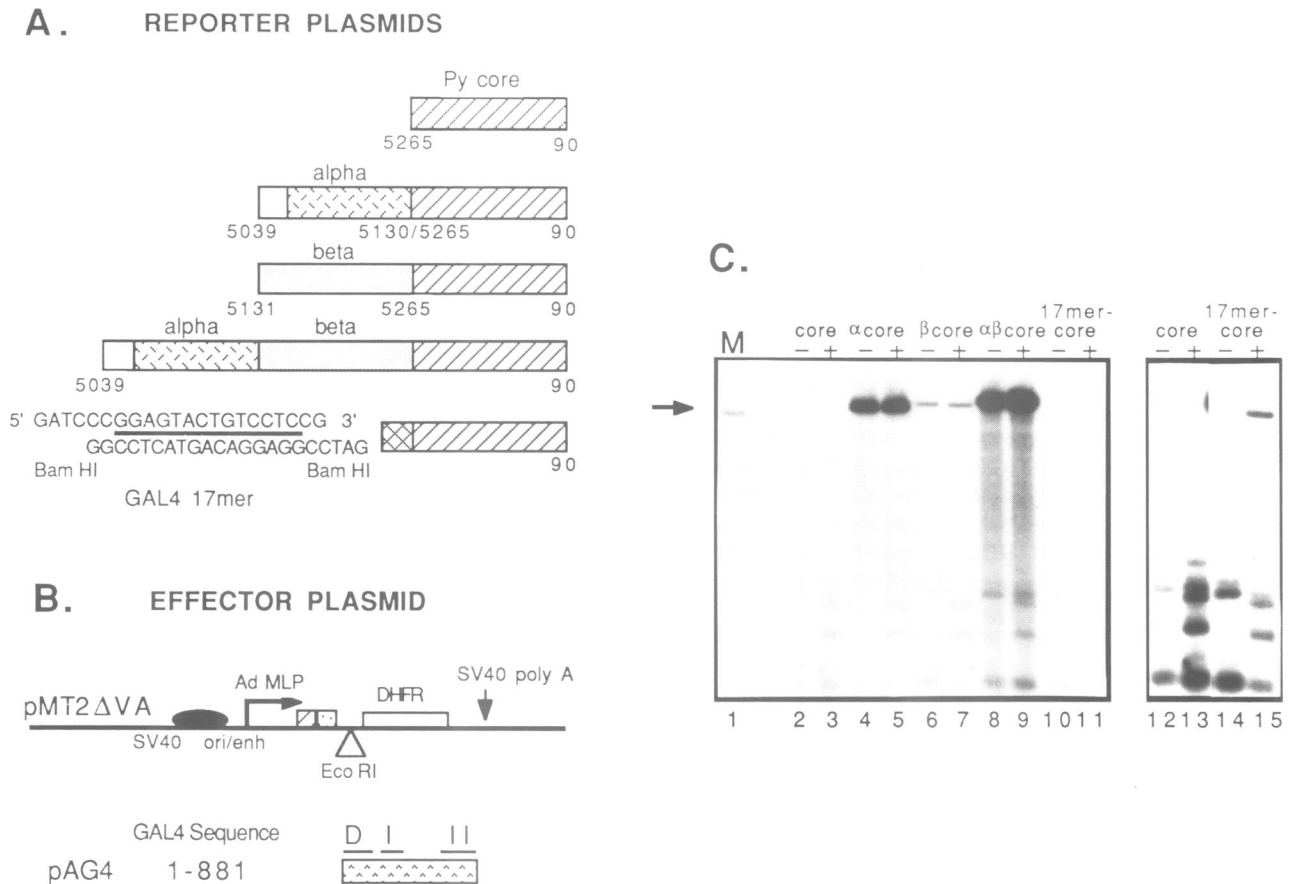 A. REPORTER PLASMIDS
Py core
5265 90
alpha
5039 5130/5265 90
beta
5131 5265 90
alpha beta
5039 90
5' GATCCCGGAGTACTGTCCTCCG 3'
GGCCTCATGACAGGAGGCCTAG
Bam HI Bam HI
90
GAL4 17mer
B. EFFECTOR PLASMID
pMT2ΔVA
Ad MLP
DHFR
SV40 poly A
SV40 ori/enh
Eco RI
GAL4 Sequence
D I II
pAG4 1-881
C.
M core αcore βcore αβcore 17mer-core
− + − + − + − + − +
1 2 3 4 5 6 7 8 9 10 11
core 17mer-core
− + − +
12 13 14 15